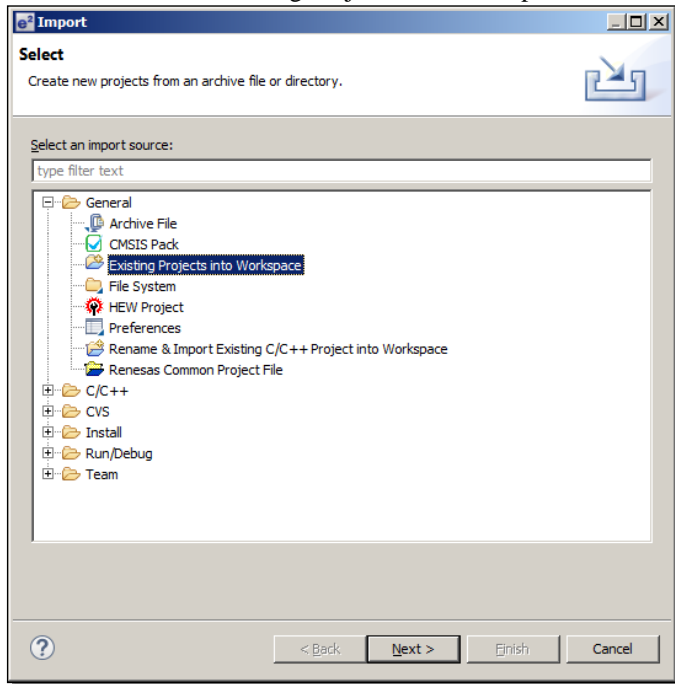 e² Import
Select
Create new projects from an archive file or directory.
Select an import source:
type filter text
General
Archive File
CMSIS Pack
Existing Projects into Workspace
File System
HEW Project
Preferences
Rename & Import Existing C/C++ Project into Workspace
Renesas Common Project File
C/C++
CVS
Install
Run/Debug
Team
? < Back Next > Finish Cancel